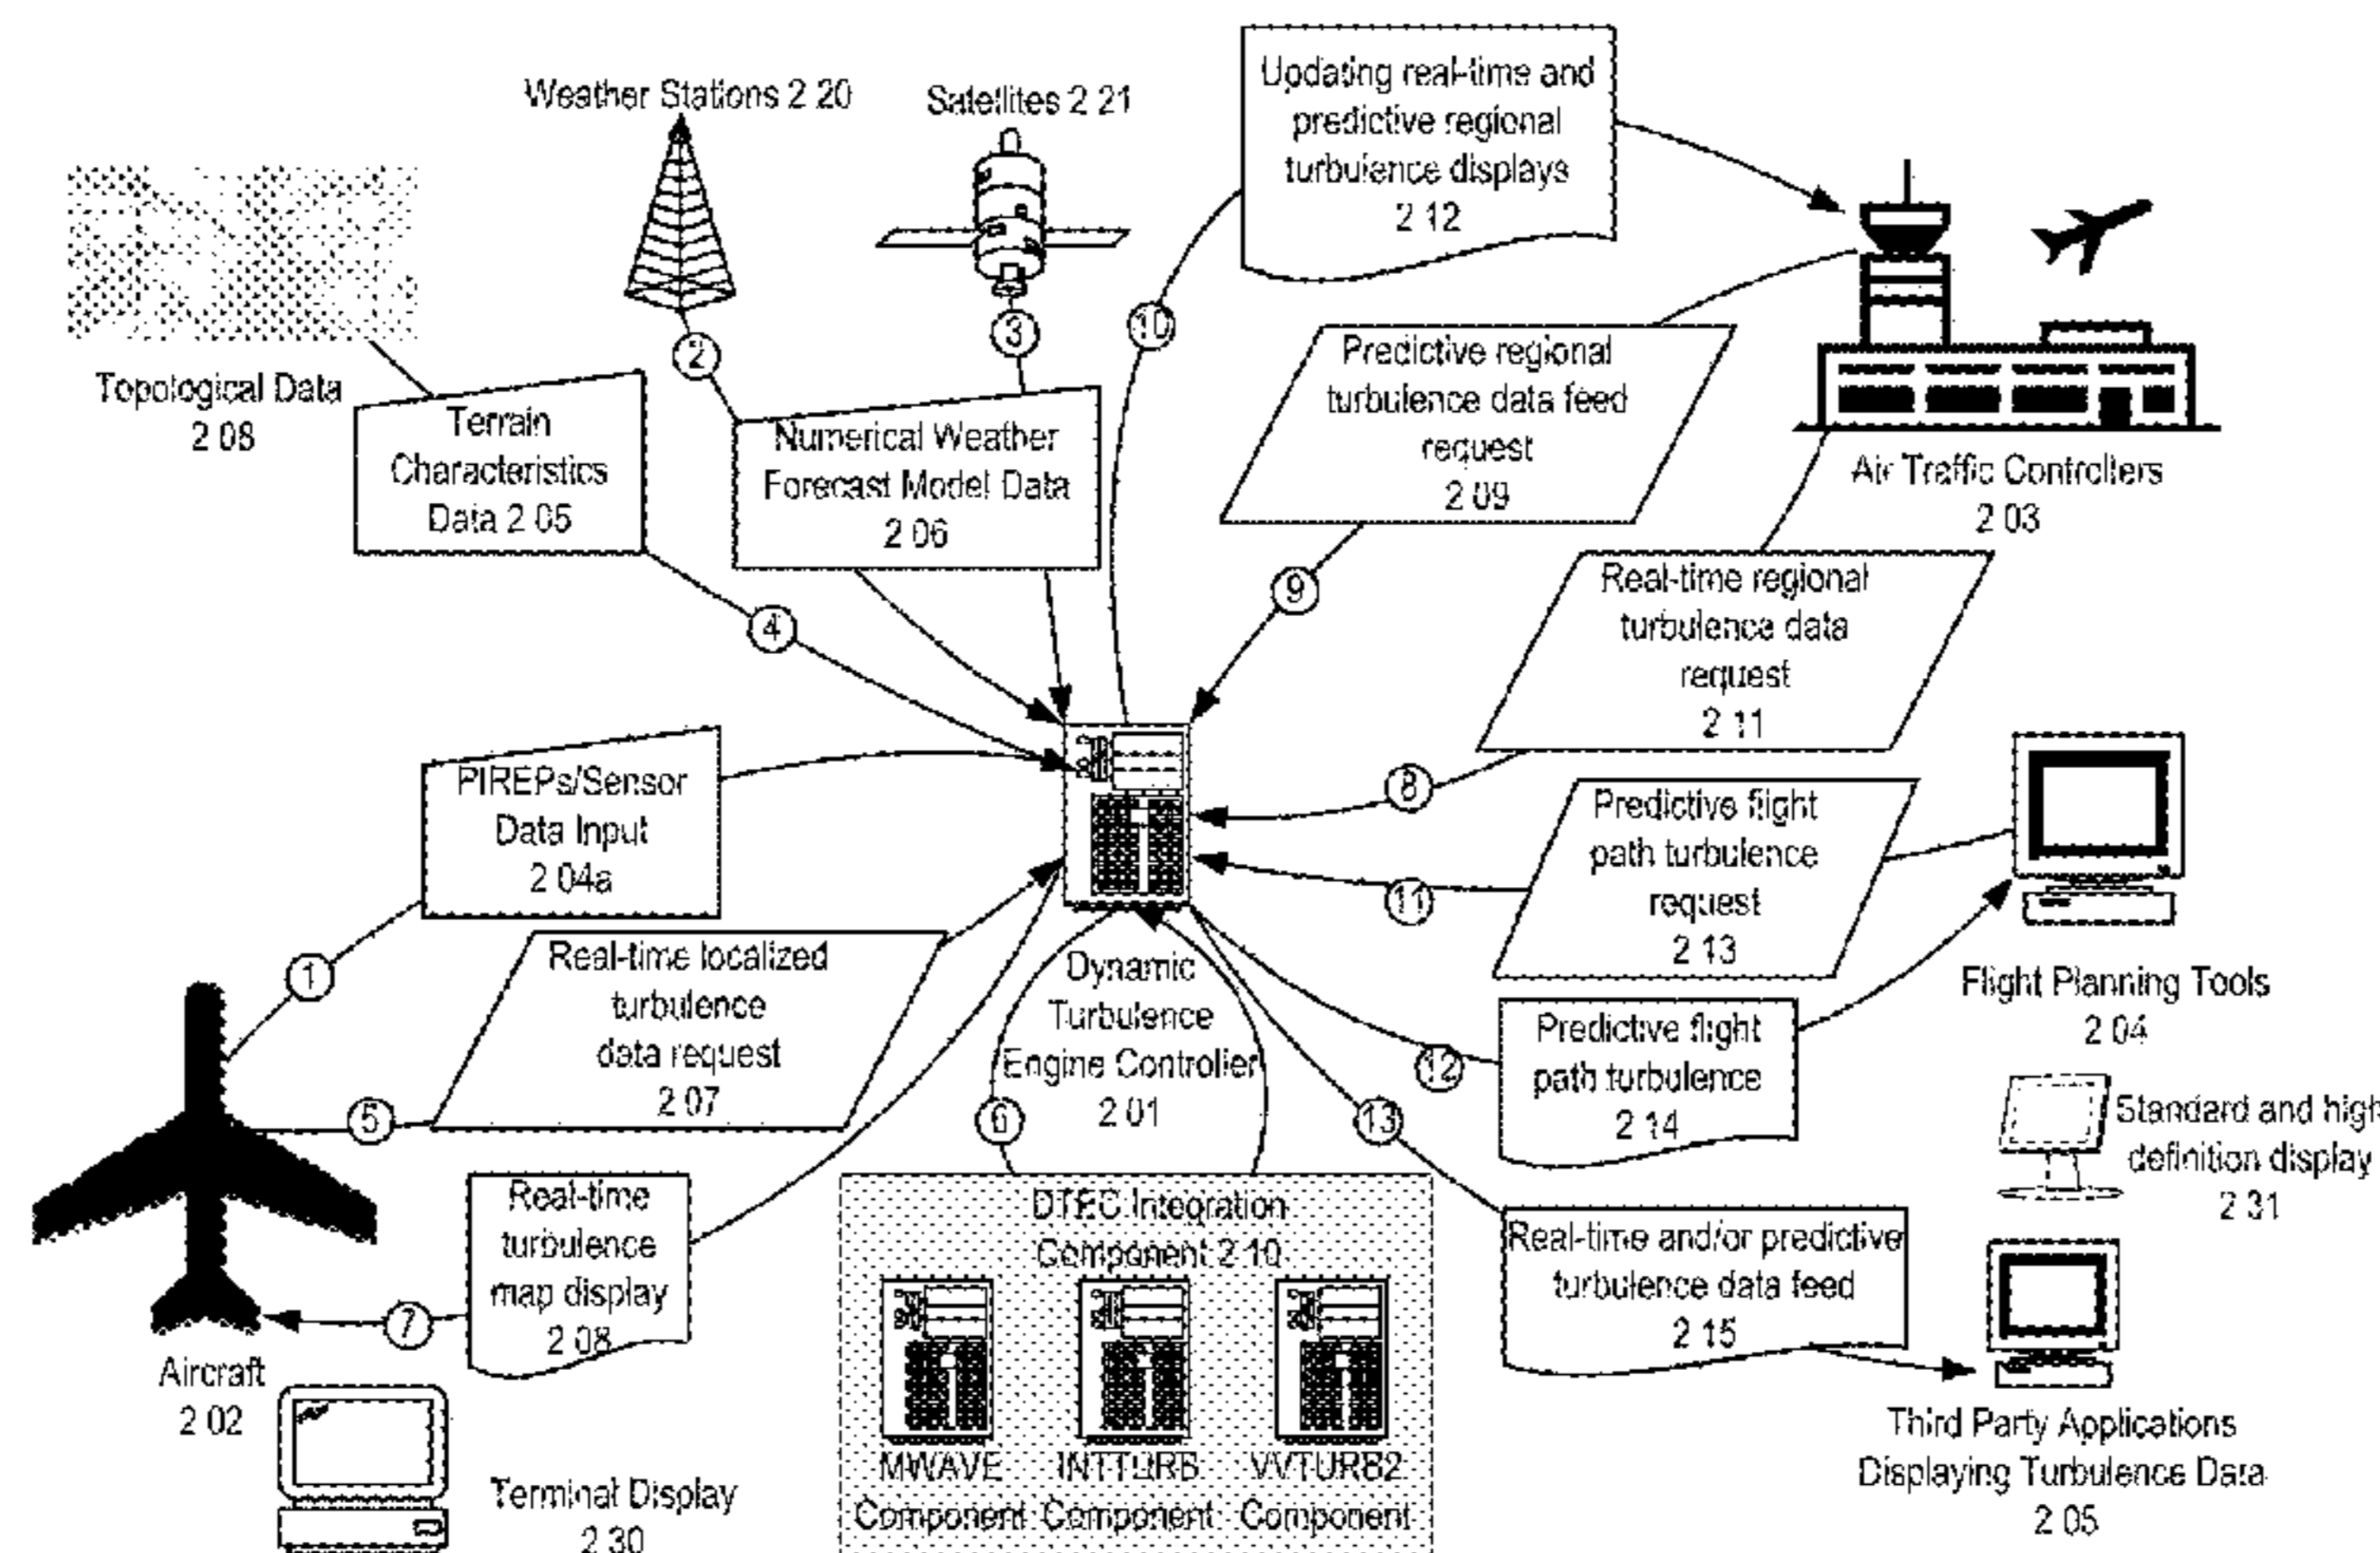 Weather Stations 2 20
Satellites 2 21
Updating real-time and
predictive regional
turbulence displays
2 12
Topological Data
2 08
Terrain
Characteristics
Data 2 05
2
3
10
Numerical Weather
Forecast Model Data
2 06
Predictive regional
turbulence data feed
request
2 09
Air Traffic Controllers
2 03
4
9
Real-time regional
turbulence data
request
2 11
PIREPs/Sensor
Data Input
2 04a
8
Predictive flight
path turbulence
request
2 13
11
1
Real-time localized
turbulence
data request
2 07
Dynamic
Turbulence
Engine Controller
2 01
Flight Planning Tools
2 04
Predictive flight
path turbulence
2 14
12
5
6
13
Standard and high
definition display
2 31
Real-time
turbulence
map display
2 08
7
DTEC Integration
Component 2 10
Real-time and/or predictive
turbulence data feed
2 15
Aircraft
2 02
MWAVE
Component
INTTURB
Component
VVTURB2
Component
Third Party Applications
Displaying Turbulence Data
2 05
Terminal Display
2 30